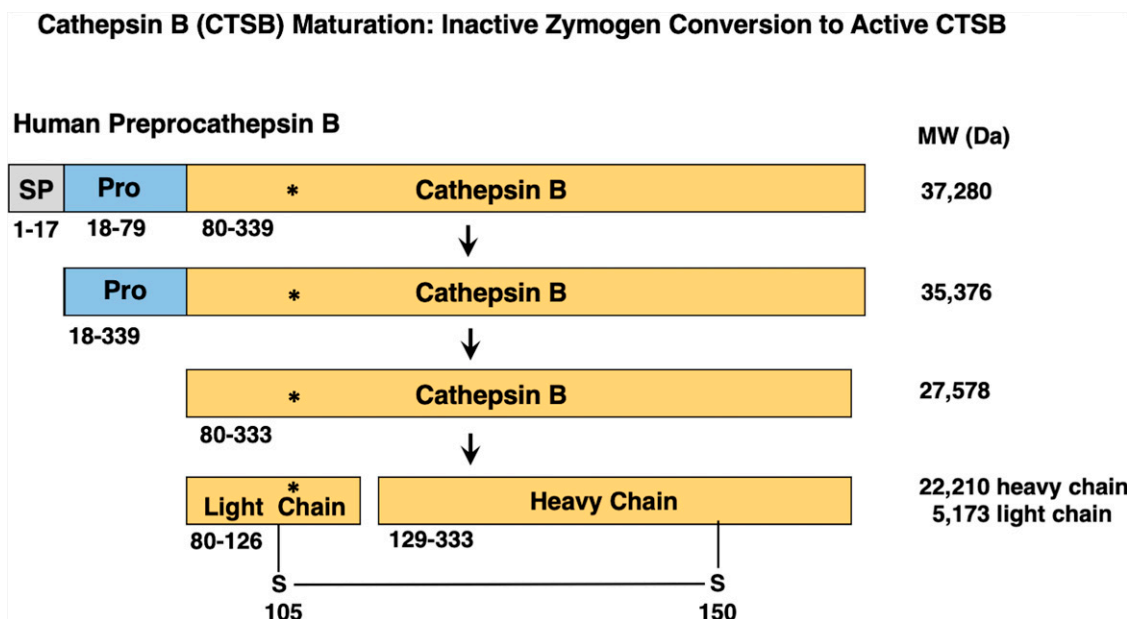 Cathepsin B (CTSB) Maturation: Inactive Zymogen Conversion to Active CTSB
Human Preprocathepsin B
MW (Da)
SP Pro * Cathepsin B 37,280
1-17 18-79 80-339
Pro * Cathepsin B 35,376
18-339
* Cathepsin B 27,578
80-333
*
Light Chain Heavy Chain 22,210 heavy chain
5,173 light chain
80-126 129-333
S S
105 150